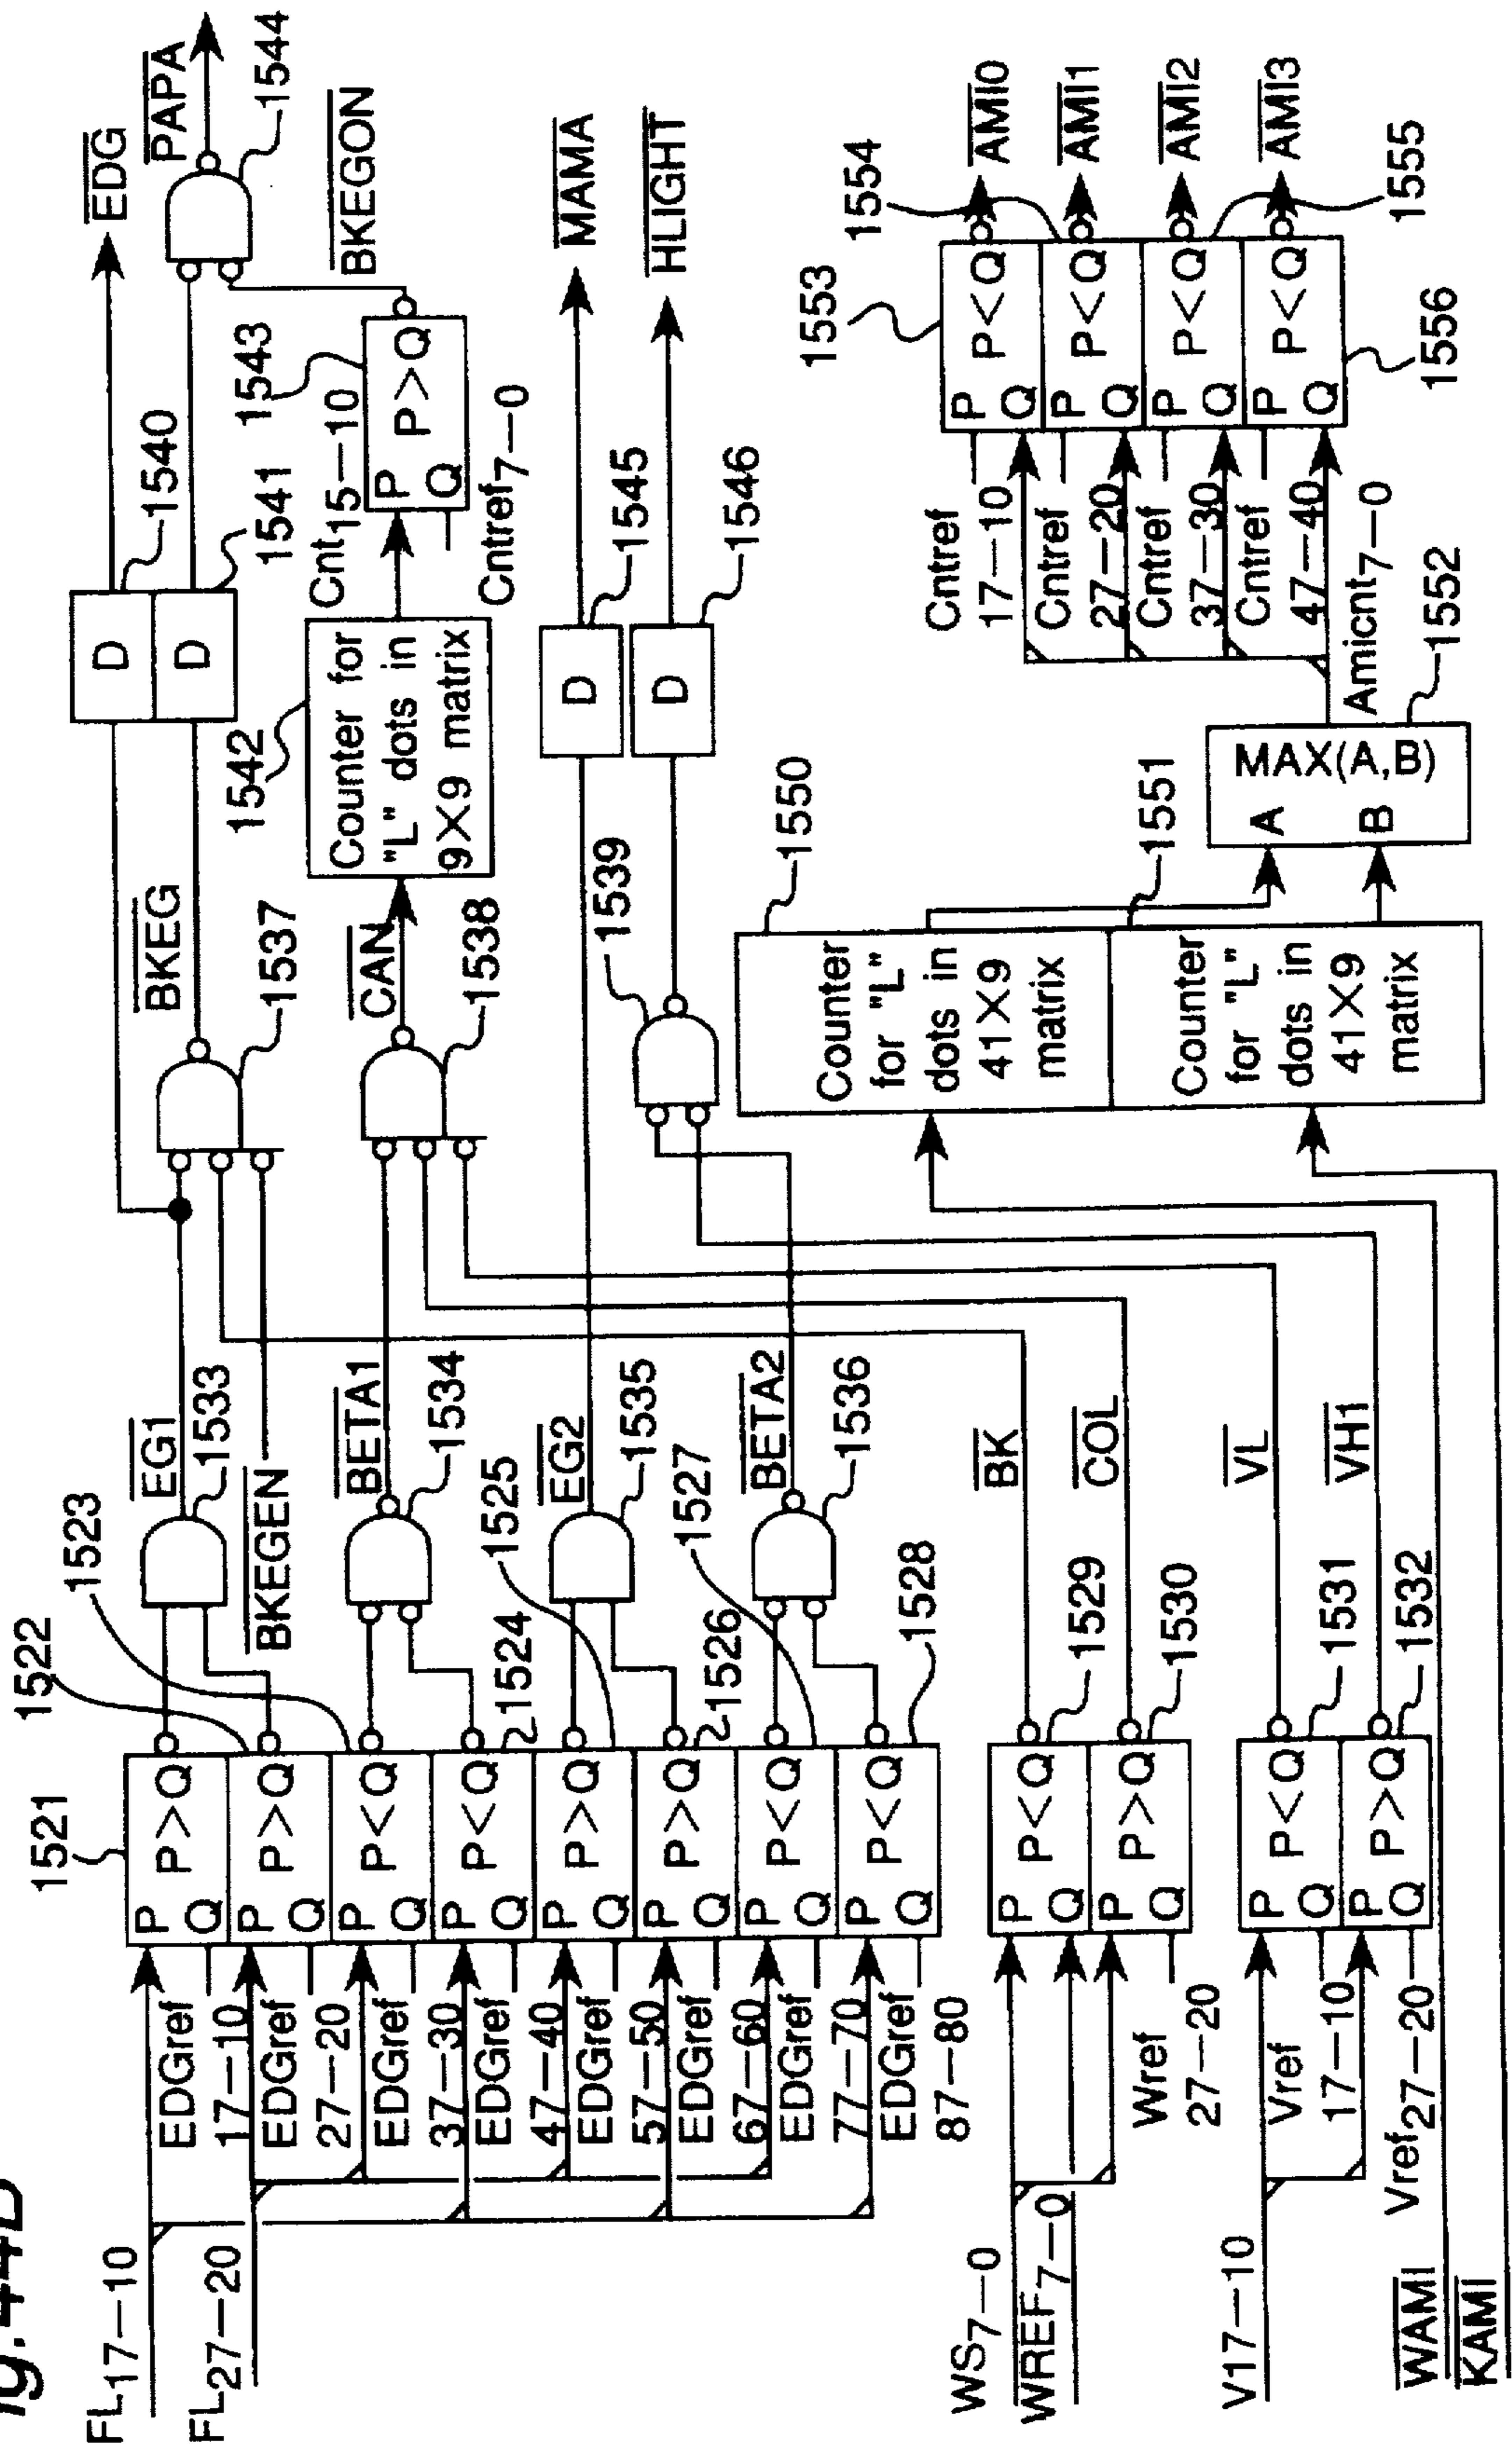 Fig.44B
FL17—10
FL27—20
EDGref
17—10
EDGref
27—20
EDGref
37—30
EDGref
47—40
EDGref
57—50
EDGref
67—60
EDGref
77—70
EDGref
87—80
1521
1522
1523
1524
1525
1526
1527
1528
P
Q
P>Q
P
Q
P>Q
P
Q
P<Q
P
Q
P<Q
P
Q
P>Q
P
Q
P>Q
P
Q
P<Q
P
Q
P<Q
WS7—0
WREF7—0
Wref
27—20
P
Q
P<Q
P
Q
P>Q
1529
1530
V17—10
Vref
17—10
Vref27—20
P
Q
P<Q
P
Q
P>Q
1531
1532
WAMI
KAMI
EG1
1533
BKEGEN
BETA1
1534
EG2
1535
BETA2
1536
BK
COL
VL
VH1
BKEG
1537
CAN
1538
1539
1542
Counter for
"L" dots in
9×9 matrix
D
1540
D
1541
Cnt15—10
1543
P
Q
P>Q
Cntref7—0
D
1545
D
1546
EDG
PAPA
1544
BKEGON
MAMA
HLIGHT
1550
Counter
for "L"
dots in
41×9
matrix
1551
Counter
for "L"
dots in
41×9
matrix
MAX(A,B)
A
B
1552
Amicnt7—0
Cntref
17—10
Cntref
27—20
Cntref
37—30
Cntref
47—40
1553
P
Q
P<Q
P
Q
P<Q
P
Q
P<Q
P
Q
P<Q
1554
1555
1556
AMI0
AMI1
AMI2
AMI3